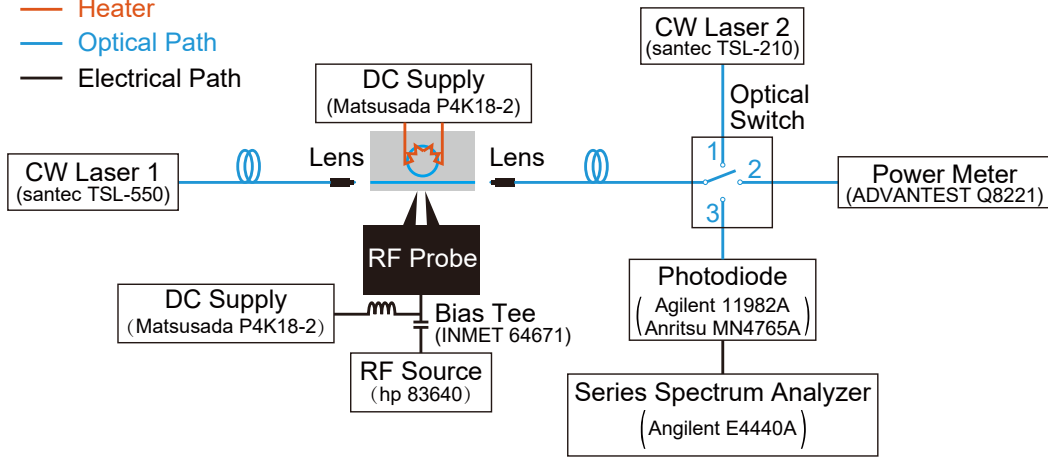 Heater
Optical Path
Electrical Path
DC Supply
(Matsusada P4K18-2)
CW Laser 2
(santec TSL-210)
Optical
Switch
CW Laser 1
(santec TSL-550)
Lens
Lens
1
2
3
Power Meter
(ADVANTEST Q8221)
RF Probe
DC Supply
(Matsusada P4K18-2)
Bias Tee
(INMET 64671)
RF Source
(hp 83640)
Photodiode
(Agilent 11982A
Anritsu MN4765A)
Series Spectrum Analyzer
(Angilent E4440A)